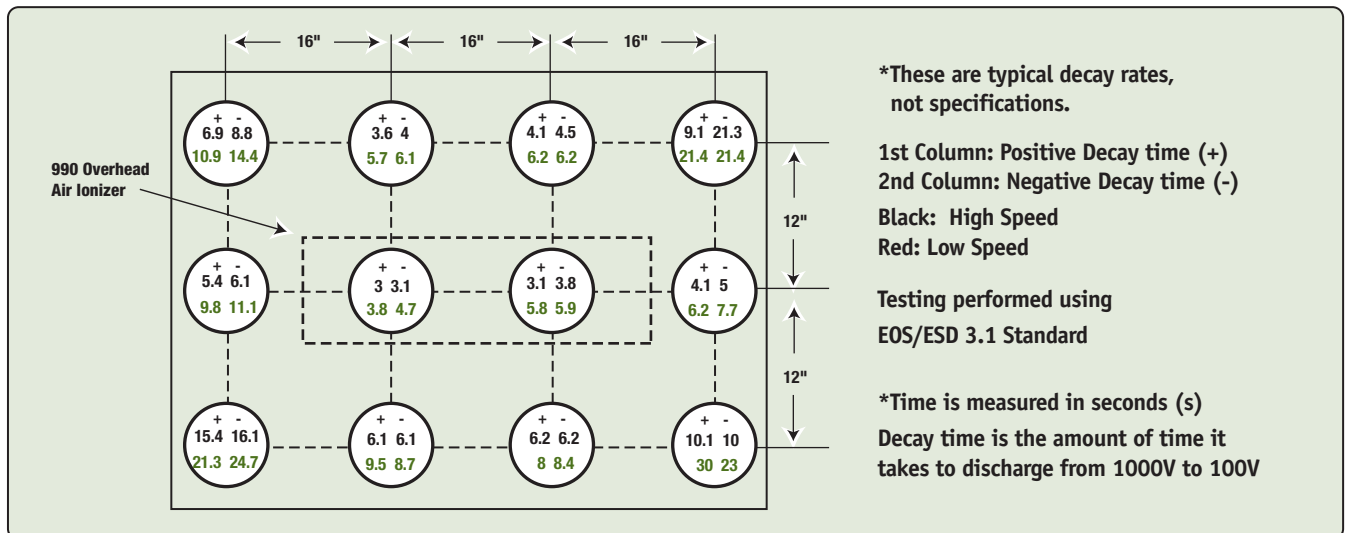 16" 16" 16"
+ - + - + - + -
6.9 8.8 3.6 4 4.1 4.5 9.1 21.3
10.9 14.4 5.7 6.1 6.2 6.2 21.4 21.4
990 Overhead
Air Ionizer
12"
+ - + - + - + -
5.4 6.1 3 3.1 3.1 3.8 4.1 5
9.8 11.1 3.8 4.7 5.8 5.9 6.2 7.7
12"
+ - + - + - + -
15.4 16.1 6.1 6.1 6.2 6.2 10.1 10
21.3 24.7 9.5 8.7 8 8.4 30 23
*These are typical decay rates,
not specifications.
1st Column: Positive Decay time (+)
2nd Column: Negative Decay time (-)
Black: High Speed
Red: Low Speed
Testing performed using
EOS/ESD 3.1 Standard
*Time is measured in seconds (s)
Decay time is the amount of time it
takes to discharge from 1000V to 100V